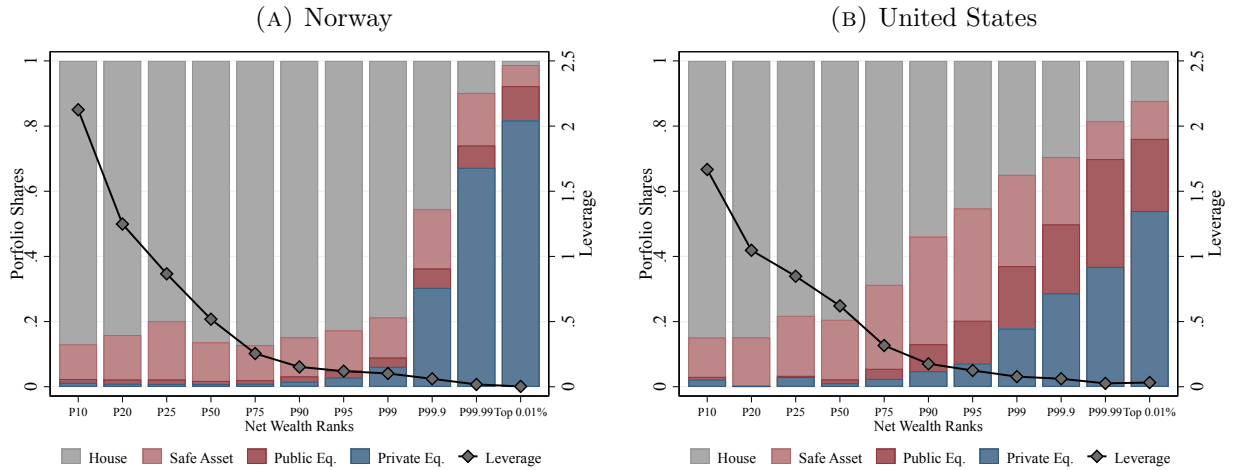 (A) Norway
Porfolio Shares
1
.8
.6
.4
.2
0
2.5
2
1.5
1
.5
0
Leverage
P10 P20 P25 P50 P75 P90 P95 P99 P99.9 P99.99 Top 0.01%
Net Wealth Ranks
House Safe Asset Public Eq. Private Eq. Leverage
(B) United States
Porfolio Shares
1
.8
.6
.4
.2
0
2.5
2
1.5
1
.5
0
Leverage
P10 P20 P25 P50 P75 P90 P95 P99 P99.9 P99.99 Top 0.01%
Net Wealth Ranks
House Safe Asset Public Eq. Private Eq. Leverage